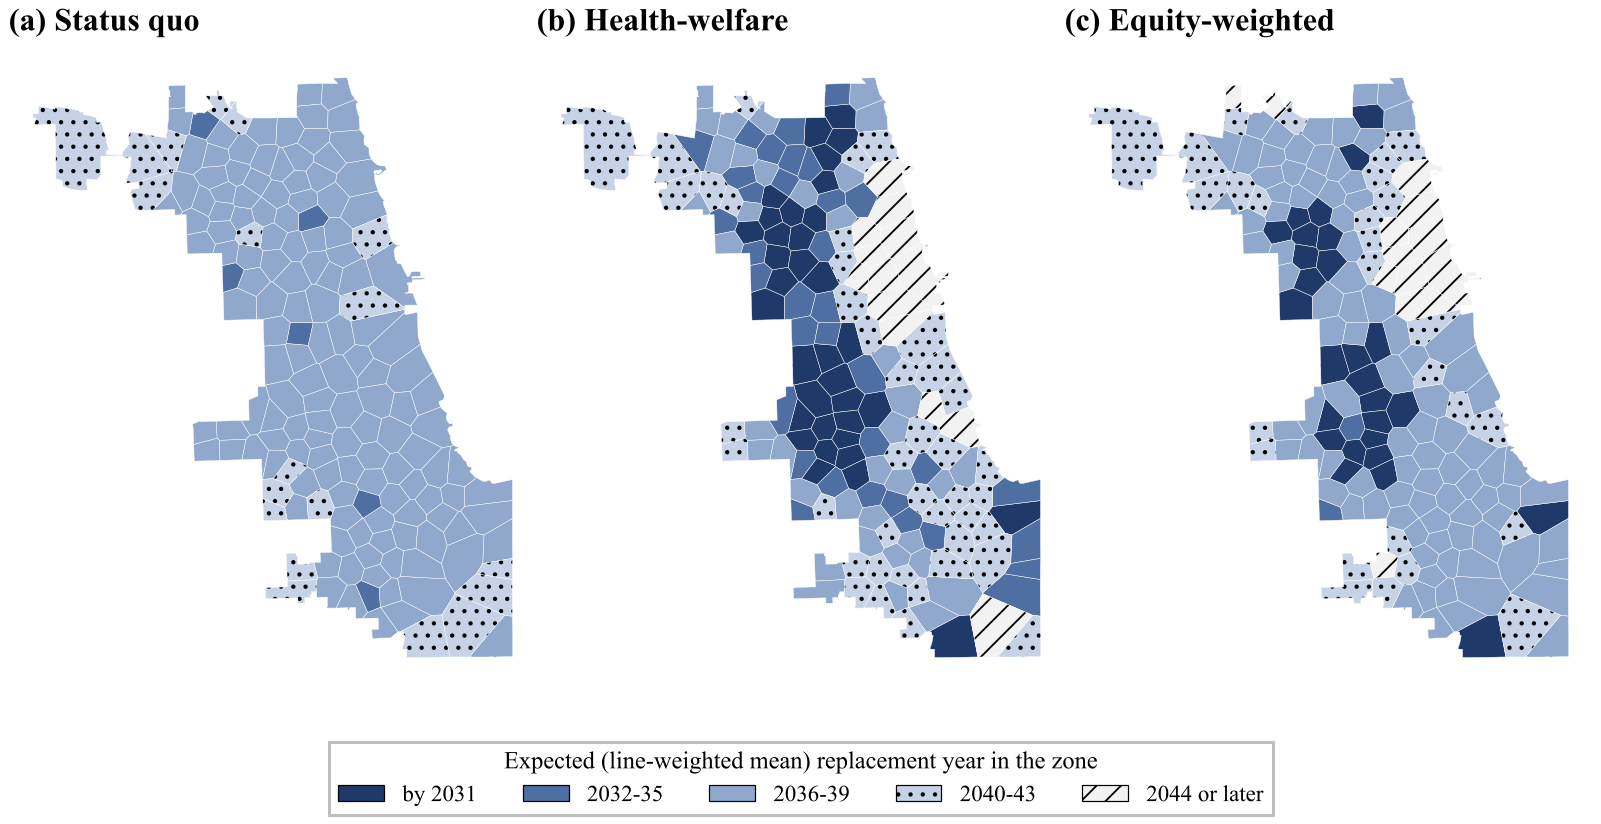 (a) Status quo
(b) Health-welfare
(c) Equity-weighted
Expected (line-weighted mean) replacement year in the zone
by 2031
2032-35
2036-39
2040-43
2044 or later